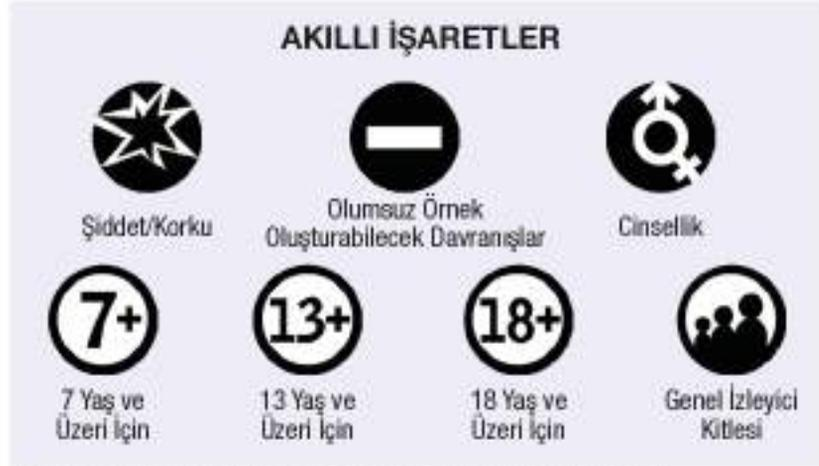 AKILLI İŞARETLER
Şiddet/Korku
Olumsuz Örnek
Oluşturabilecek Davranışlar
Cinsellik
7+
13+
18+
7 Yaş ve
Üzeri İçin
13 Yaş ve
Üzeri İçin
18 Yaş ve
Üzeri İçin
Genel İzleyici
Kitlesi